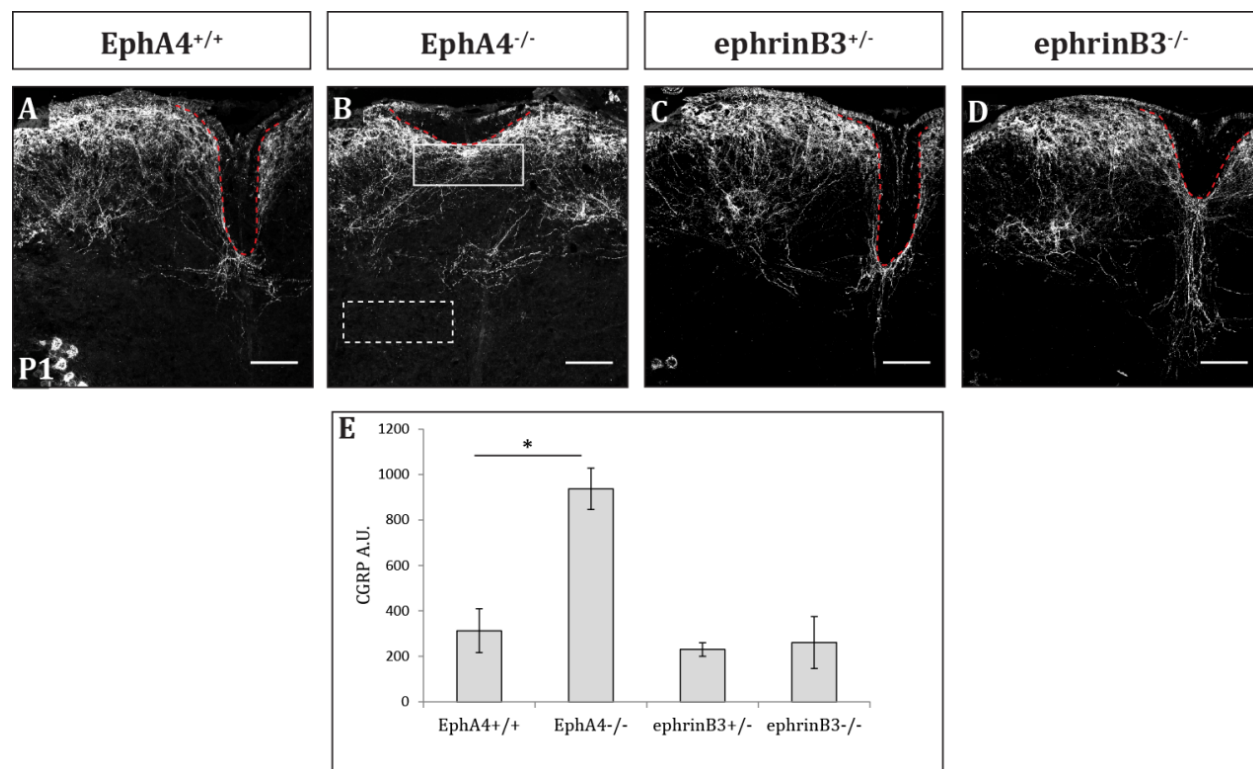 EphA4+/+
EphA4-/-
ephrinB3+/-
ephrinB3-/-
A
B
C
D
P1
E
1200
1000
800
600
400
200
0
*
CGRP A.U.
EphA4+/+
EphA4-/-
ephrinB3+/-
ephrinB3-/-